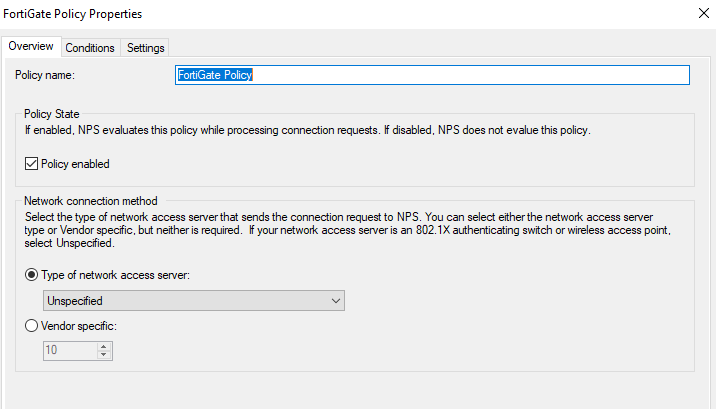 FortiGate Policy Properties
Overview Conditions Settings
Policy name: FortiGate Policy
Policy State
If enabled, NPS evaluates this policy while processing connection requests. If disabled, NPS does not evalue this policy.
Policy enabled
Network connection method
Select the type of network access server that sends the connection request to NPS. You can select either the network access server
type or Vendor specific, but neither is required.  If your network access server is an 802.1X authenticating switch or wireless access point,
select Unspecified.
Type of network access server:
Unspecified
Vendor specific:
10